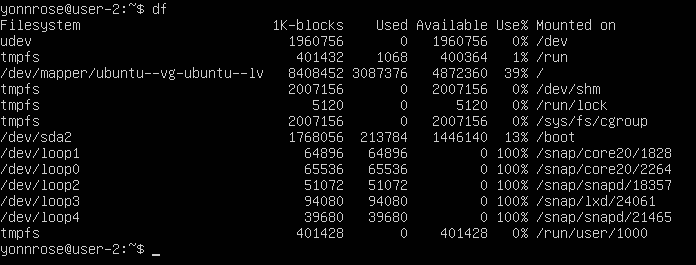 yonnrose@user-2:~$ df
Filesystem                        1K-blocks    Used Available Use% Mounted on
udev                                1960756       0   1960756   0% /dev
tmpfs                                401432    1068    400364   1% /run
/dev/mapper/ubuntu--vg-ubuntu--lv   8408452 3087376   4872360  39% /
tmpfs                               2007156       0   2007156   0% /dev/shm
tmpfs                                  5120       0      5120   0% /run/lock
tmpfs                               2007156       0   2007156   0% /sys/fs/cgroup
/dev/sda2                           1768056  213784   1446140  13% /boot
/dev/loop1                            64896   64896         0 100% /snap/core20/1828
/dev/loop0                            65536   65536         0 100% /snap/core20/2264
/dev/loop2                            51072   51072         0 100% /snap/snapd/18357
/dev/loop3                            94080   94080         0 100% /snap/lxd/24061
/dev/loop4                            39680   39680         0 100% /snap/snapd/21465
tmpfs                                401428       0    401428   0% /run/user/1000
yonnrose@user-2:~$ _